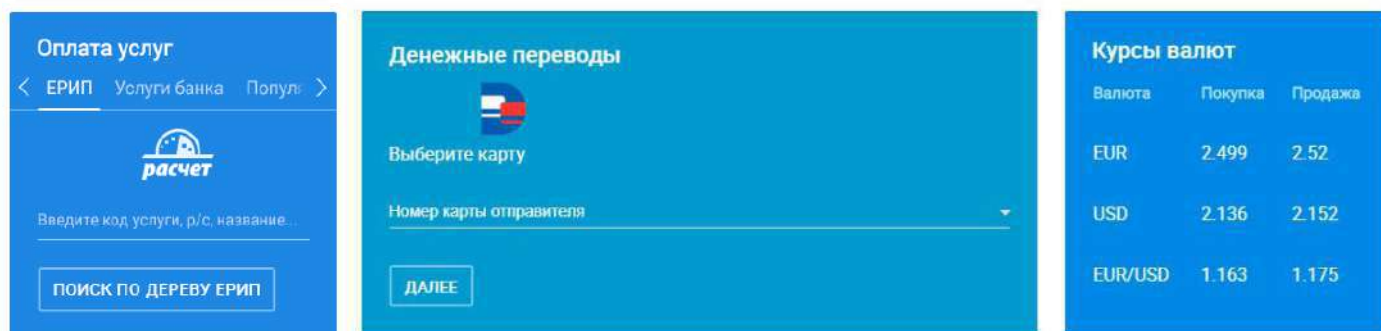 Оплата услуг
ЕРИП Услуги банка
расчет
Введите код услуги, р/с, название...
ПОИСК ПО ДЕРЕВУ ЕРИП
Денежные переводы
Выберите карту
Номер карты отправителя
ДАЛЕЕ
Курсы валют
Валюта Покупка Продажа
EUR 2.499 2.52
USD 2.136 2.152
EUR/USD 1.163 1.175